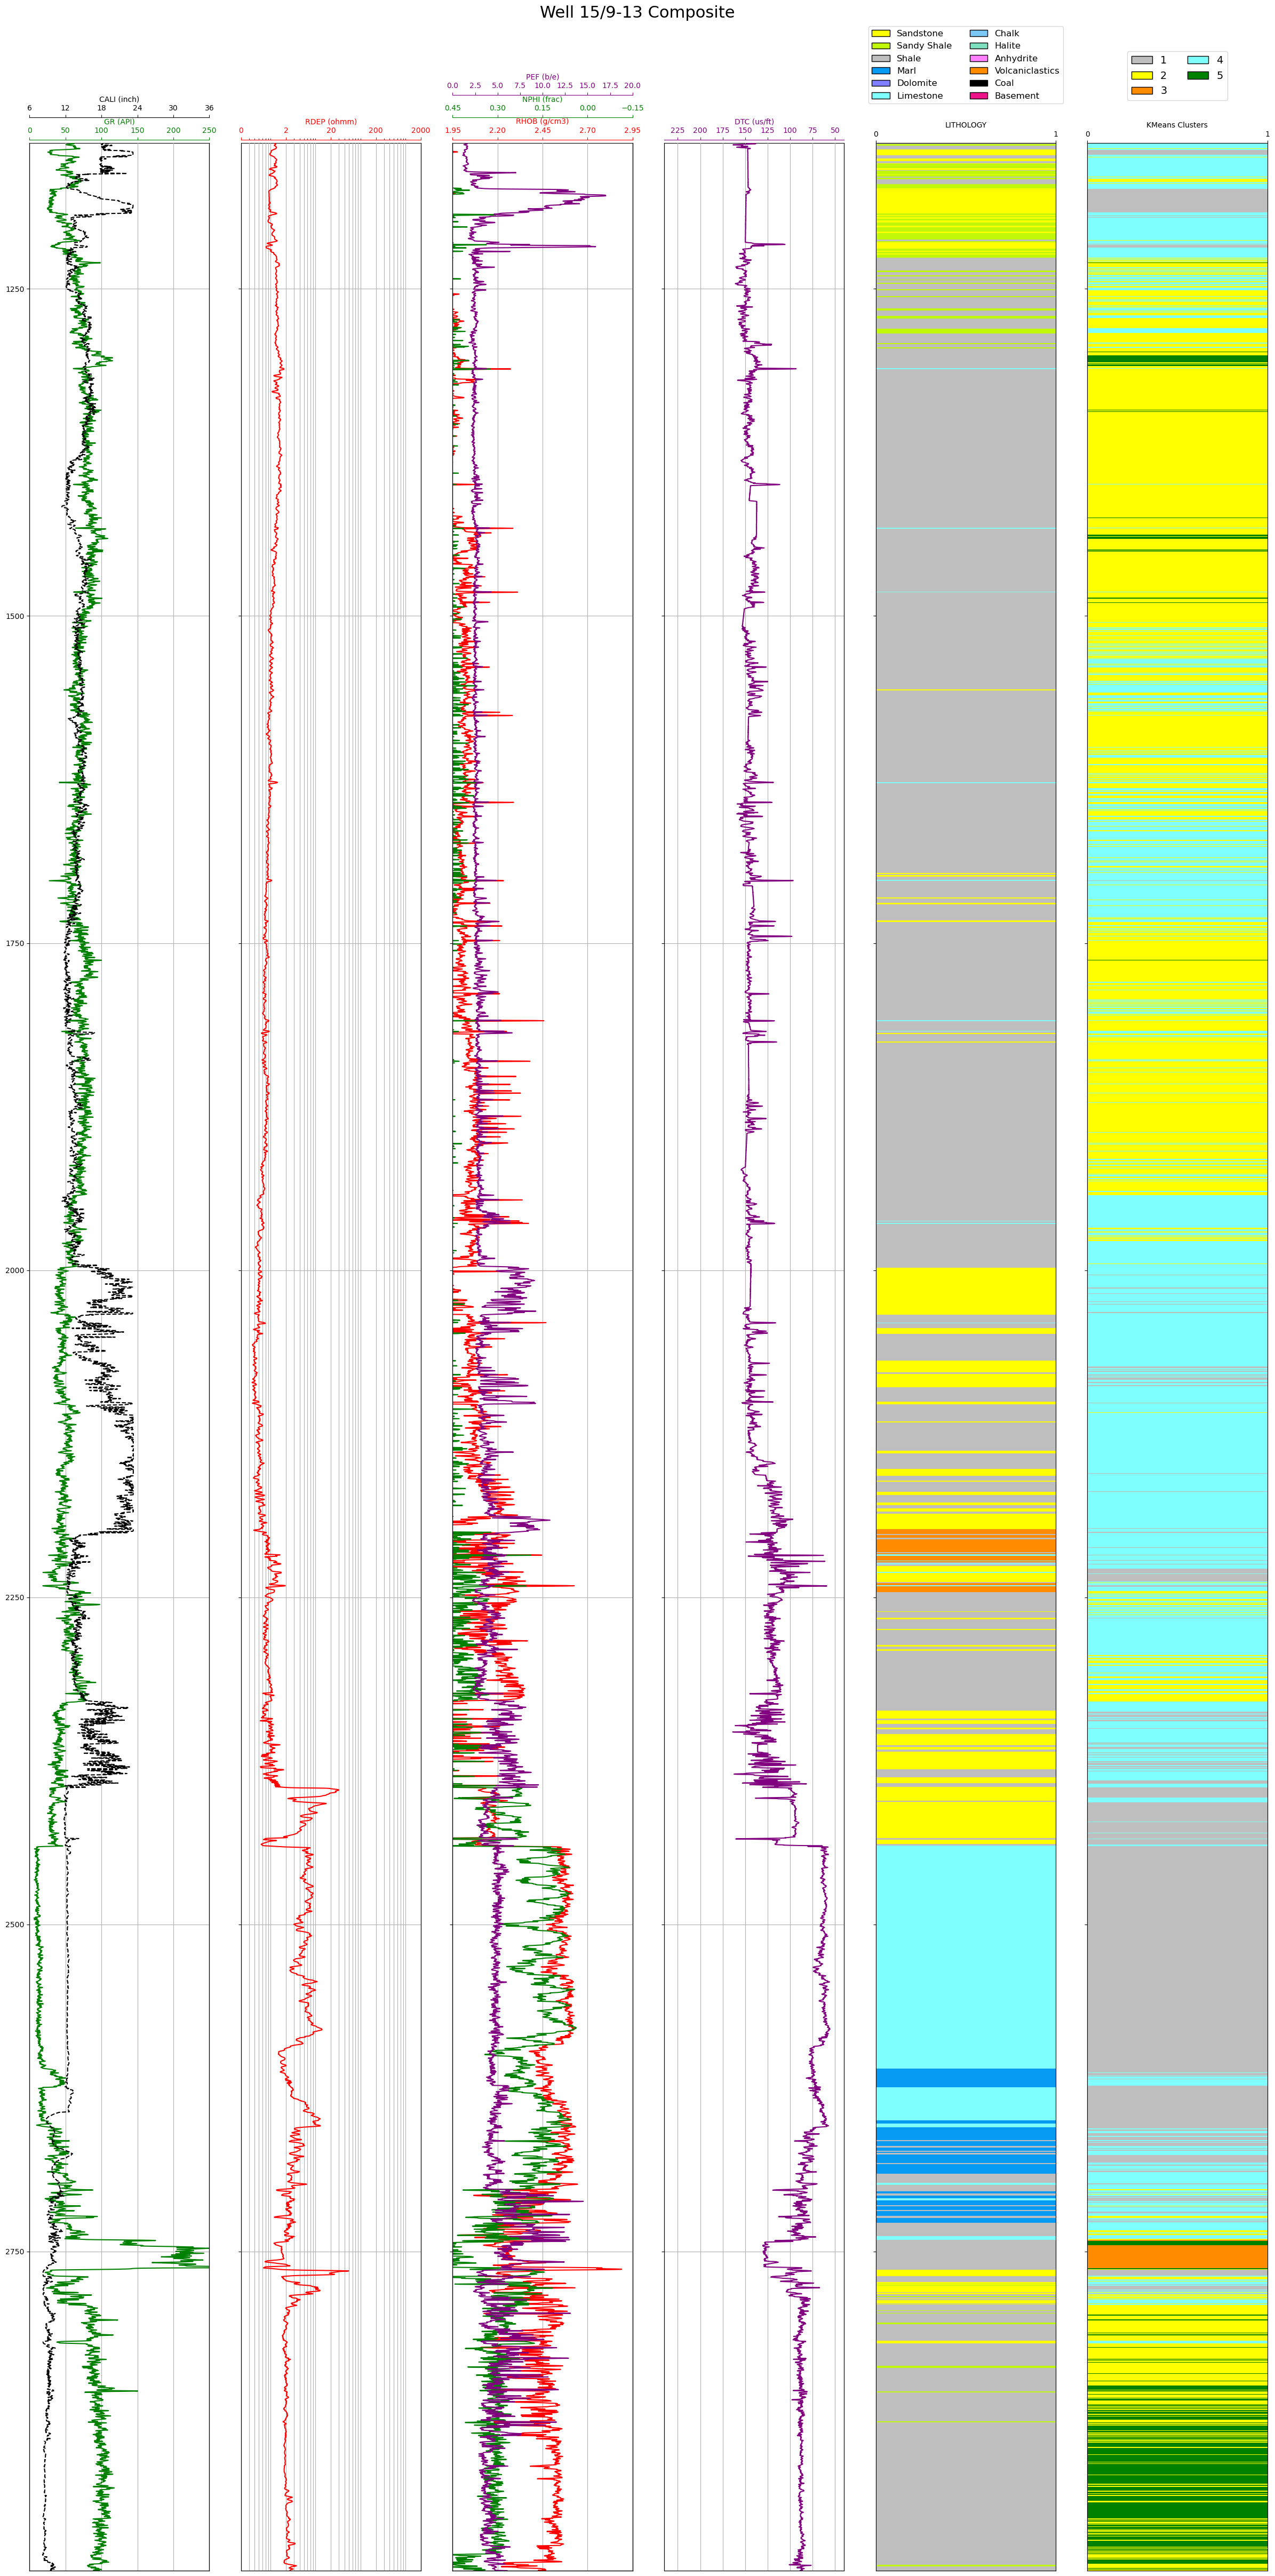 Well 15/9-13 Composite
Sandstone Chalk
Sandy Shale Halite
Shale Anhydrite
Marl Volcaniclastics
Dolomite Coal
Limestone Basement
1 4
2 5
3
PEF (b/e)
0.0 2.5 5.0 7.5 10.0 12.5 15.0 17.5 20.0
CALI (inch) NPHI (frac)
6 12 18 24 30 36 0.45 0.30 0.15 0.00 −0.15
GR (API) RDEP (ohmm) RHOB (g/cm3) DTC (us/ft) LITHOLOGY KMeans Clusters
0 50 100 150 200 250 0 2 20 200 2000 1.95 2.20 2.45 2.70 2.95 225 200 175 150 125 100 75 50 0 1 0 1
1250
1500
1750
2000
2250
2500
2750